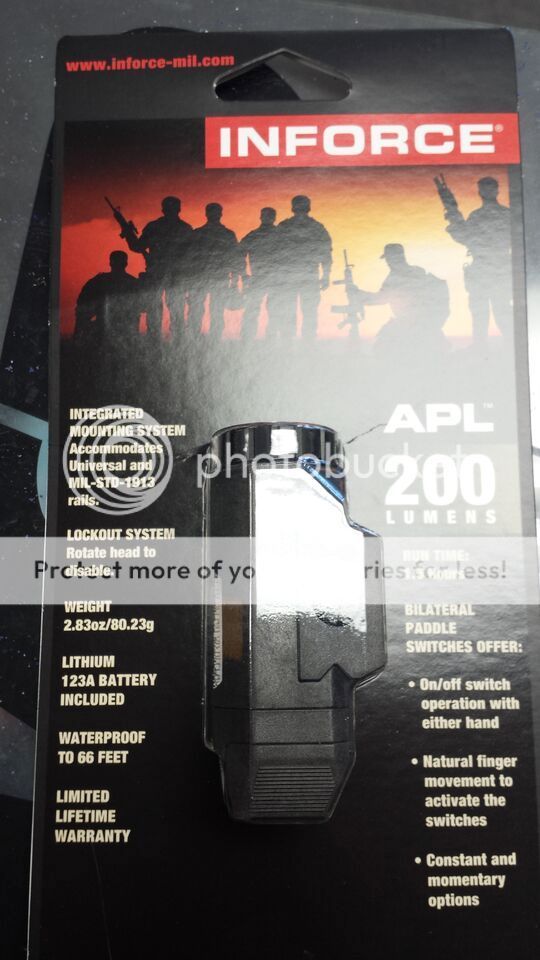 www.inforce-mil.com
INFORCE®
INTEGRATED
MOUNTING SYSTEM
Accommodates
Universal and
MIL-STD-1913
rails.
LOCKOUT SYSTEM
Rotate head to
disable.
WEIGHT
2.83oz/80.23g
LITHIUM
123A BATTERY
INCLUDED
WATERPROOF
TO 66 FEET
LIMITED
LIFETIME
WARRANTY
APL™
200
LUMENS
RUN TIME:
Hours
BILATERAL
PADDLE
SWITCHES OFFER:
• On/off switch
operation with
either hand
• Natural finger
movement to
activate the
switches
• Constant and
momentary
options
photobucket
Protect more of your for less!